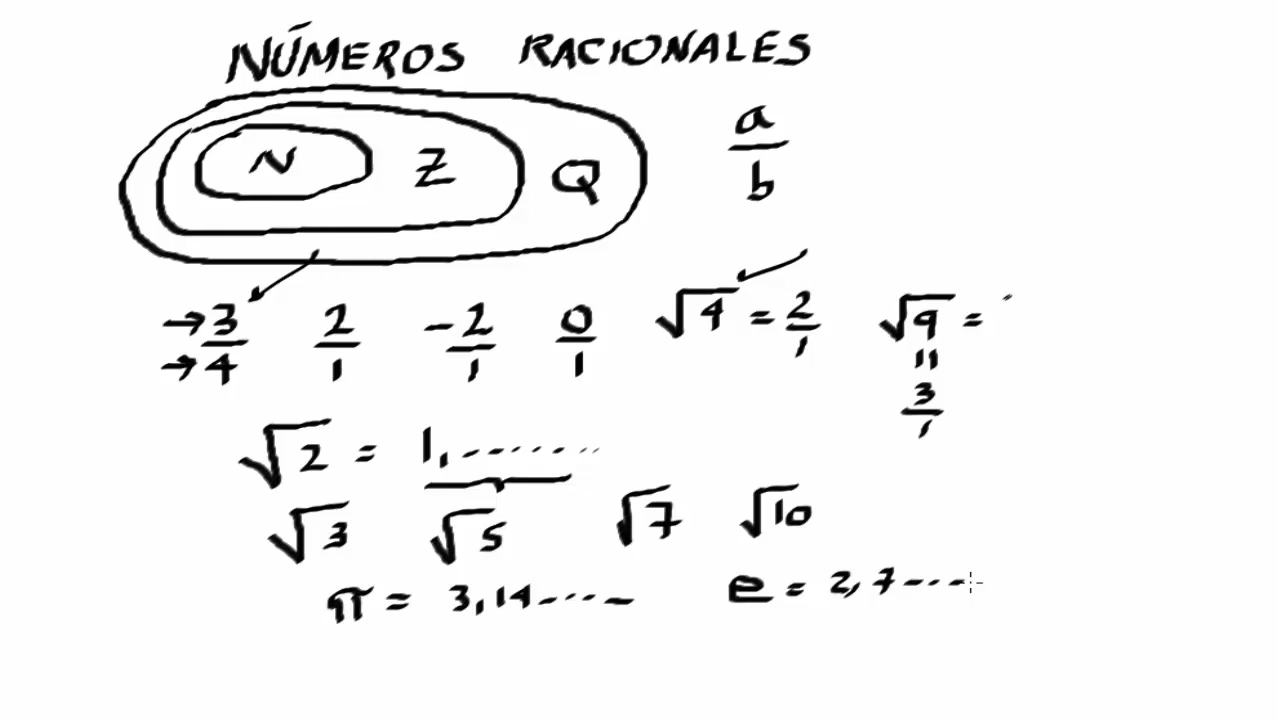 NÚMEROS RACIONALES
N Z Q a/b
→3/→4 2/1 -2/1 0/1 √4 = 2/1 √9 =
11
3/1
√2 = 1,.......
√3 √5 √7 √10
π = 3,14..... e = 2,7....